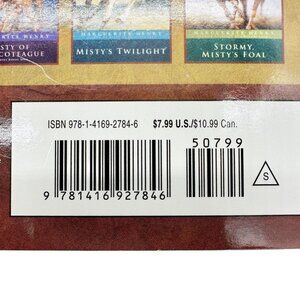 MARGUERITE HENRY
MISTY'S TWILIGHT
MARGUERITE HENRY
STORMY,
MISTY'S FOAL
ISBN 978-1-4169-2784-6 $7.99 U.S./$10.99 Can.
50799
9 781416 927846
S